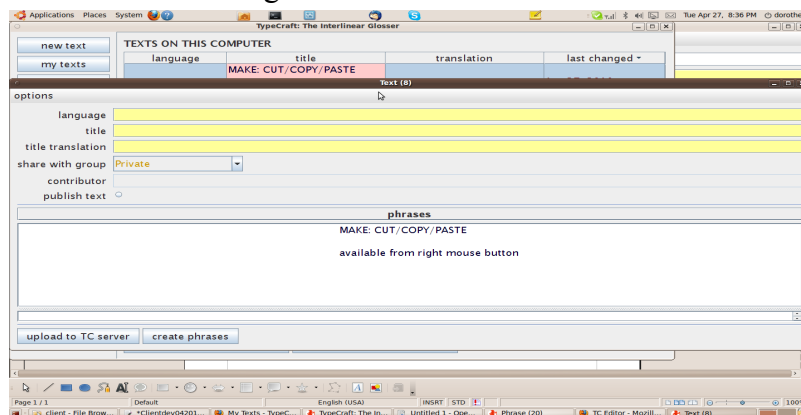 Applications Places System Tue Apr 27, 8:36 PM dorothe
TypeCraft: The Interlinear Glosser
new text
TEXTS ON THIS COMPUTER
language title translation last changed
my texts
MAKE: CUT/COPY/PASTE
Text (8)
options
language
title
title translation
share with group Private
contributor
publish text
phrases
MAKE: CUT/COPY/PASTE
available from right mouse button
upload to TC server create phrases
Page 1 / 1 Default English (USA) INSRT STD 100
client - File Brow... *Clientdev04201... My Texts - TypeC... TypeCraft: The In... Untitled 1 - Ope... Phrase (20) TC Editor - Mozill... Text (8)